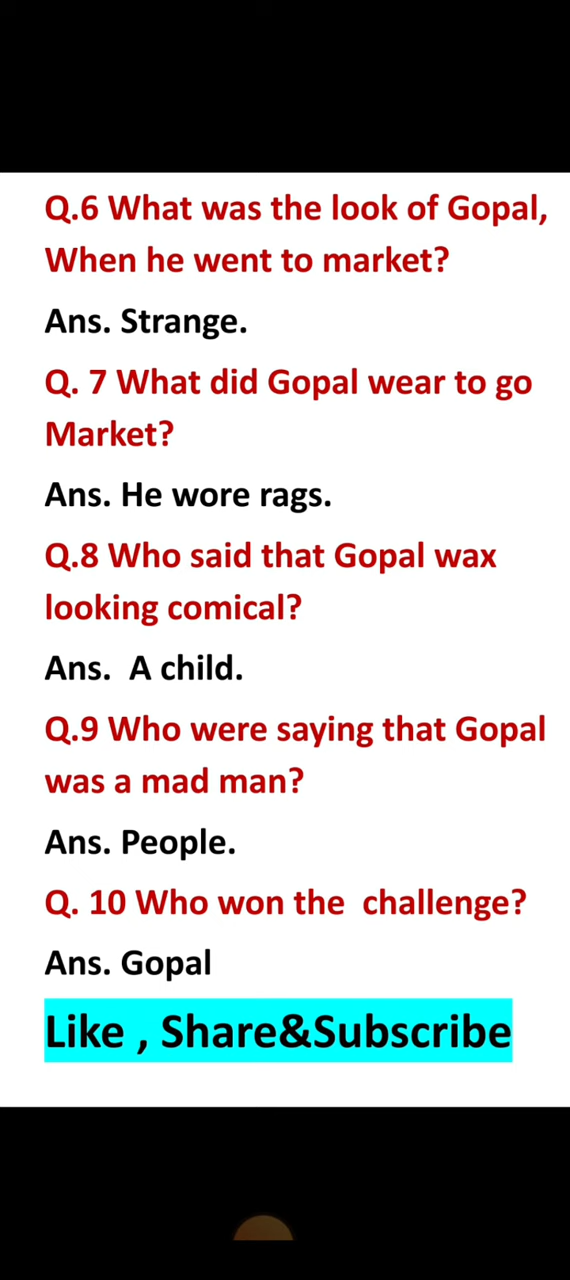 Q.6 What was the look of Gopal,
When he went to market?
Ans. Strange.
Q. 7 What did Gopal wear to go
Market?
Ans. He wore rags.
Q.8 Who said that Gopal wax
looking comical?
Ans.  A child.
Q.9 Who were saying that Gopal
was a mad man?
Ans. People.
Q. 10 Who won the  challenge?
Ans. Gopal
Like , Share&Subscribe